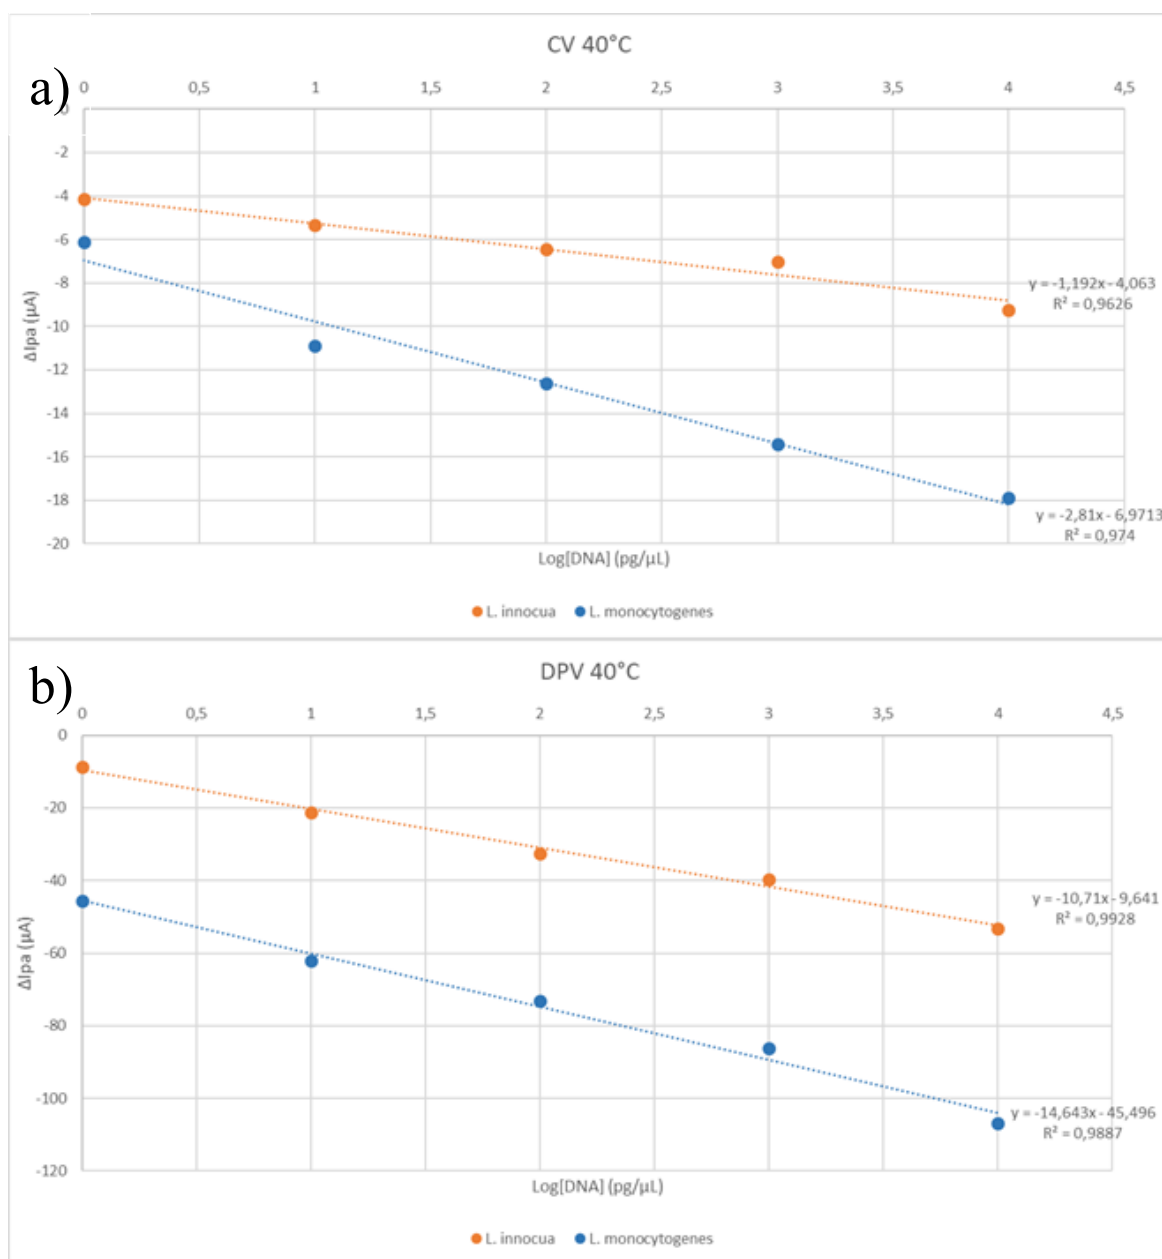 CV 40°C
a)
0 0,5 1 1,5 2 2,5 3 3,5 4 4,5
0
-2
-4
-6
-8
-10
-12
-14
-16
-18
-20
ΔIpa (µA)
y = -1,192x - 4,063
R² = 0,9626
y = -2,81x - 6,9713
R² = 0,974
Log[DNA] (pg/µL)
L. innocua L. monocytogenes
DPV 40°C
b)
0 0,5 1 1,5 2 2,5 3 3,5 4 4,5
0
-20
-40
-60
-80
-100
-120
ΔIpa (µA)
y = -10,71x - 9,641
R² = 0,9928
y = -14,643x - 45,496
R² = 0,9887
Log[DNA] (pg/µL)
L. innocua L. monocytogenes